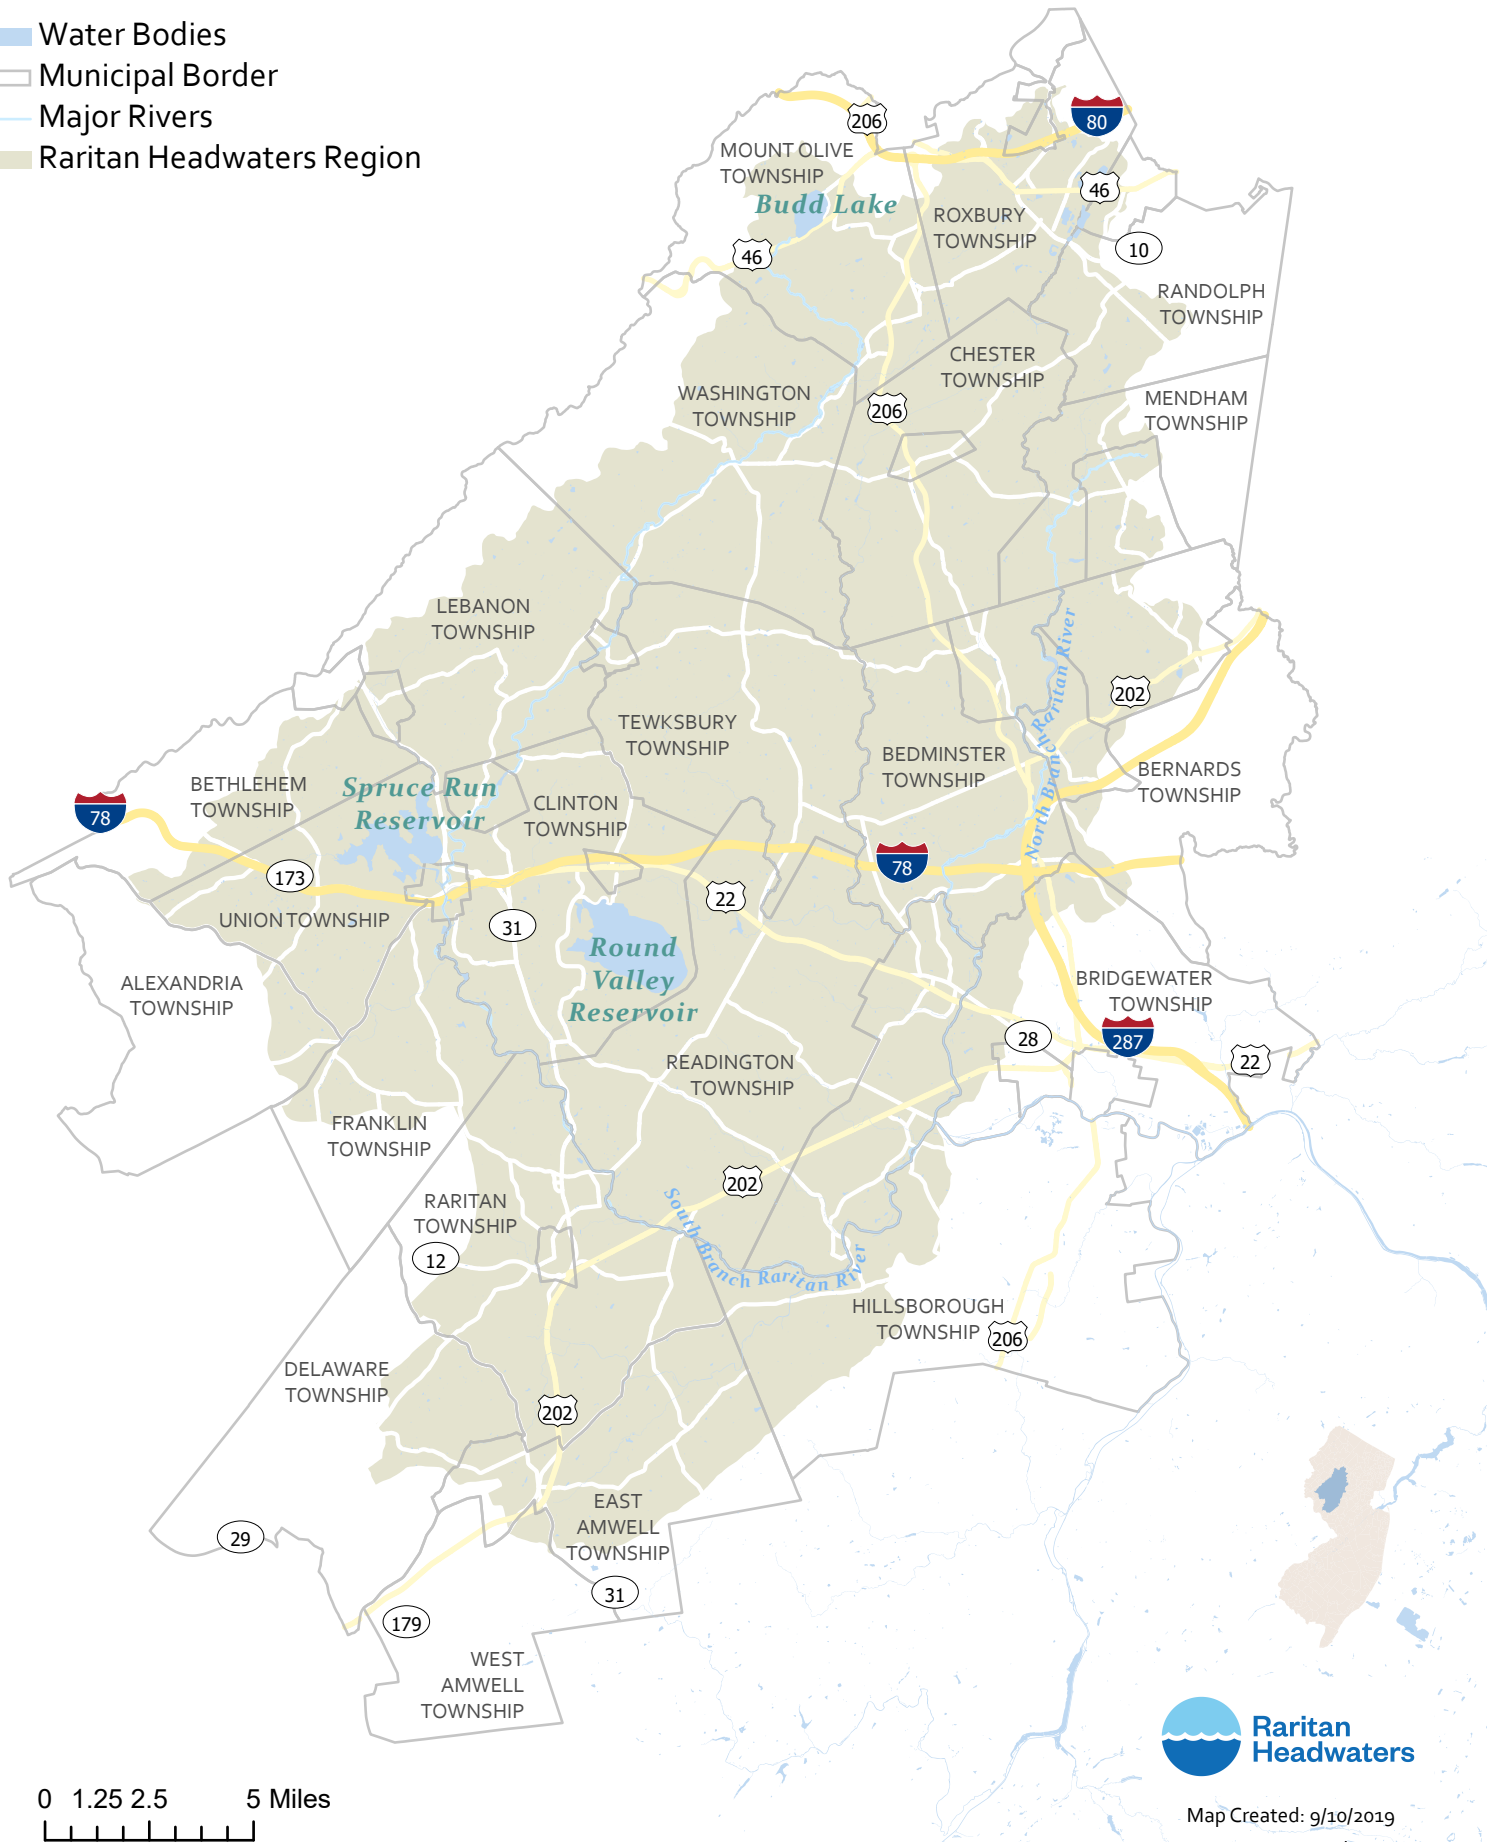 Water Bodies
Municipal Border
Major Rivers
Raritan Headwaters Region
206
80
MOUNT OLIVE
TOWNSHIP
Budd Lake
46
ROXBURY
TOWNSHIP
10
46
RANDOLPH
TOWNSHIP
CHESTER
TOWNSHIP
WASHINGTON
TOWNSHIP
206
MENDHAM
TOWNSHIP
LEBANON
TOWNSHIP
North Branch Raritan River
202
TEWKSBURY
TOWNSHIP
BEDMINSTER
TOWNSHIP
BERNARDS
TOWNSHIP
BETHLEHEM
TOWNSHIP
Spruce Run
Reservoir
CLINTON
TOWNSHIP
78
78
173
22
UNION TOWNSHIP
31
Round
Valley
Reservoir
ALEXANDRIA
TOWNSHIP
BRIDGEWATER
TOWNSHIP
28
287
22
READINGTON
TOWNSHIP
FRANKLIN
TOWNSHIP
202
RARITAN
TOWNSHIP
12
South Branch Raritan River
HILLSBOROUGH
TOWNSHIP
206
DELAWARE
TOWNSHIP
202
EAST
AMWELL
TOWNSHIP
29
31
179
WEST
AMWELL
TOWNSHIP
Raritan
Headwaters
0 1.25 2.5 5 Miles
Map Created: 9/10/2019